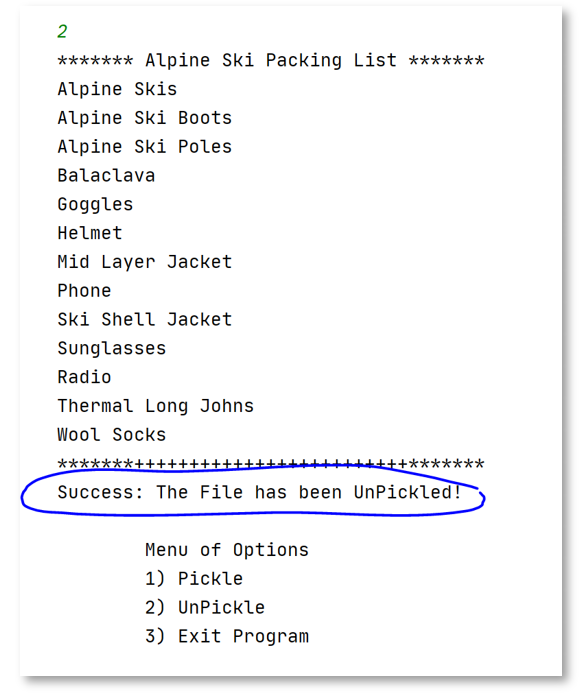 2
******* Alpine Ski Packing List *******
Alpine Skis
Alpine Ski Boots
Alpine Ski Poles
Balaclava
Goggles
Helmet
Mid Layer Jacket
Phone
Ski Shell Jacket
Sunglasses
Radio
Thermal Long Johns
Wool Socks
*******+++++++++++++++++++++++++*******
Success: The File has been UnPickled!
Menu of Options
1) Pickle
2) UnPickle
3) Exit Program